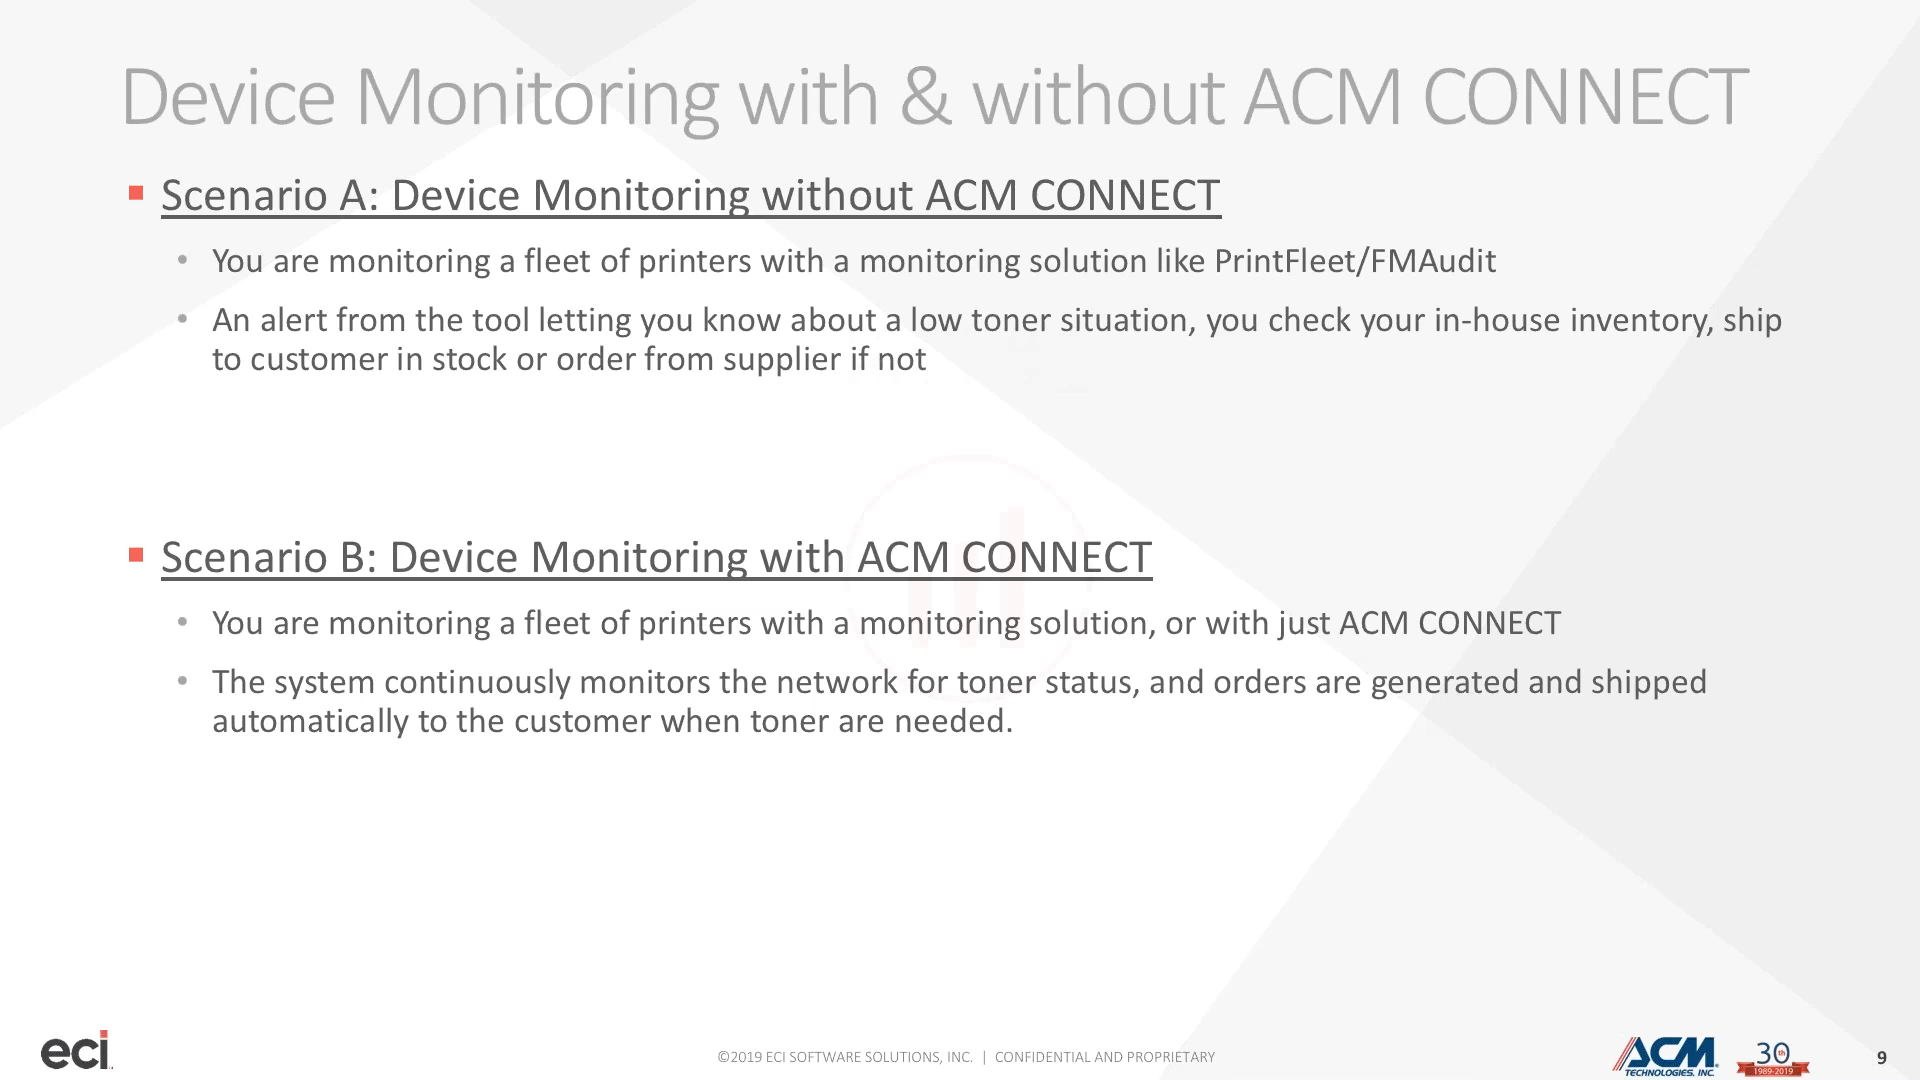 Device Monitoring with & without ACM CONNECT
▪ Scenario A: Device Monitoring without ACM CONNECT
• You are monitoring a fleet of printers with a monitoring solution like PrintFleet/FMAudit
• An alert from the tool letting you know about a low toner situation, you check your in-house inventory, ship
to customer in stock or order from supplier if not
▪ Scenario B: Device Monitoring with ACM CONNECT
• You are monitoring a fleet of printers with a monitoring solution, or with just ACM CONNECT
• The system continuously monitors the network for toner status, and orders are generated and shipped
automatically to the customer when toner are needed.
eci
©2019 ECI SOFTWARE SOLUTIONS, INC. | CONFIDENTIAL AND PROPRIETARY
ACM
TECHNOLOGIES, INC.
30th
1989-2019
9